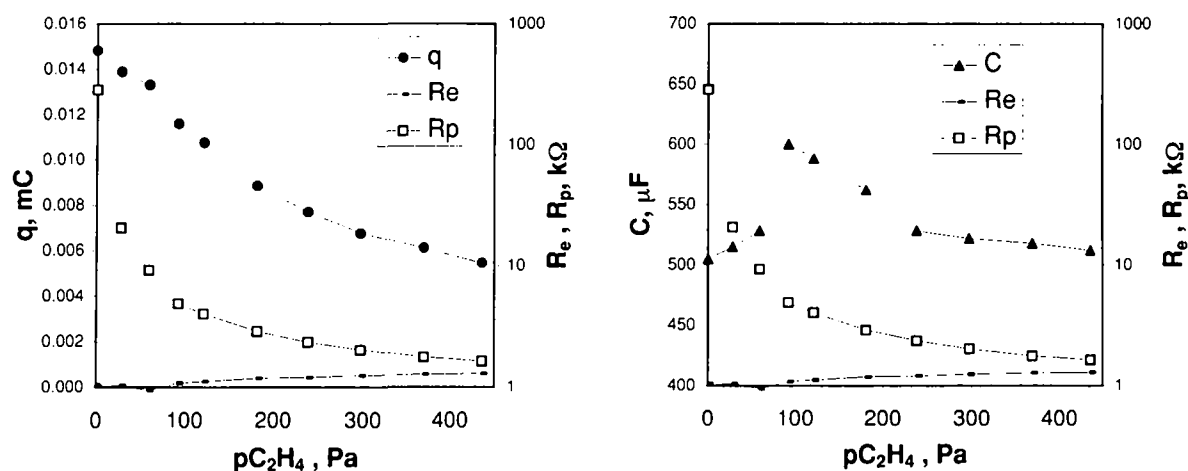 0.016
0.014
0.012
0.010
0.008
0.006
0.004
0.002
0.000
q, mC
q
Re
Rp
1000
100
10
1
Rₑ , Rₚ, kΩ
0 100 200 300 400
pC₂H₄ , Pa
700
650
600
550
500
450
400
C, μF
C
Re
Rp
1000
100
10
1
Rₑ , Rₚ, kΩ
0 100 200 300 400
pC₂H₄ , Pa